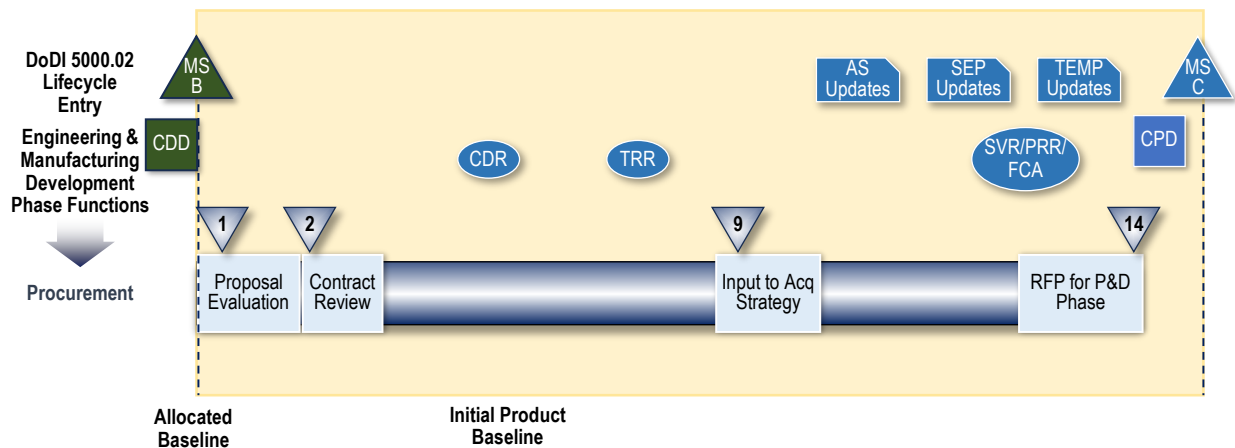 DoDI 5000.02
Lifecycle
Entry
MS
B
AS
Updates
SEP
Updates
TEMP
Updates
MS
C
Engineering &
Manufacturing
Development
Phase Functions
CDD
CDR
TRR
SVR/PRR/
FCA
CPD
1
2
9
14
Procurement
Proposal
Evaluation
Contract
Review
Input to Acq
Strategy
RFP for P&D
Phase
Allocated
Baseline
Initial Product
Baseline